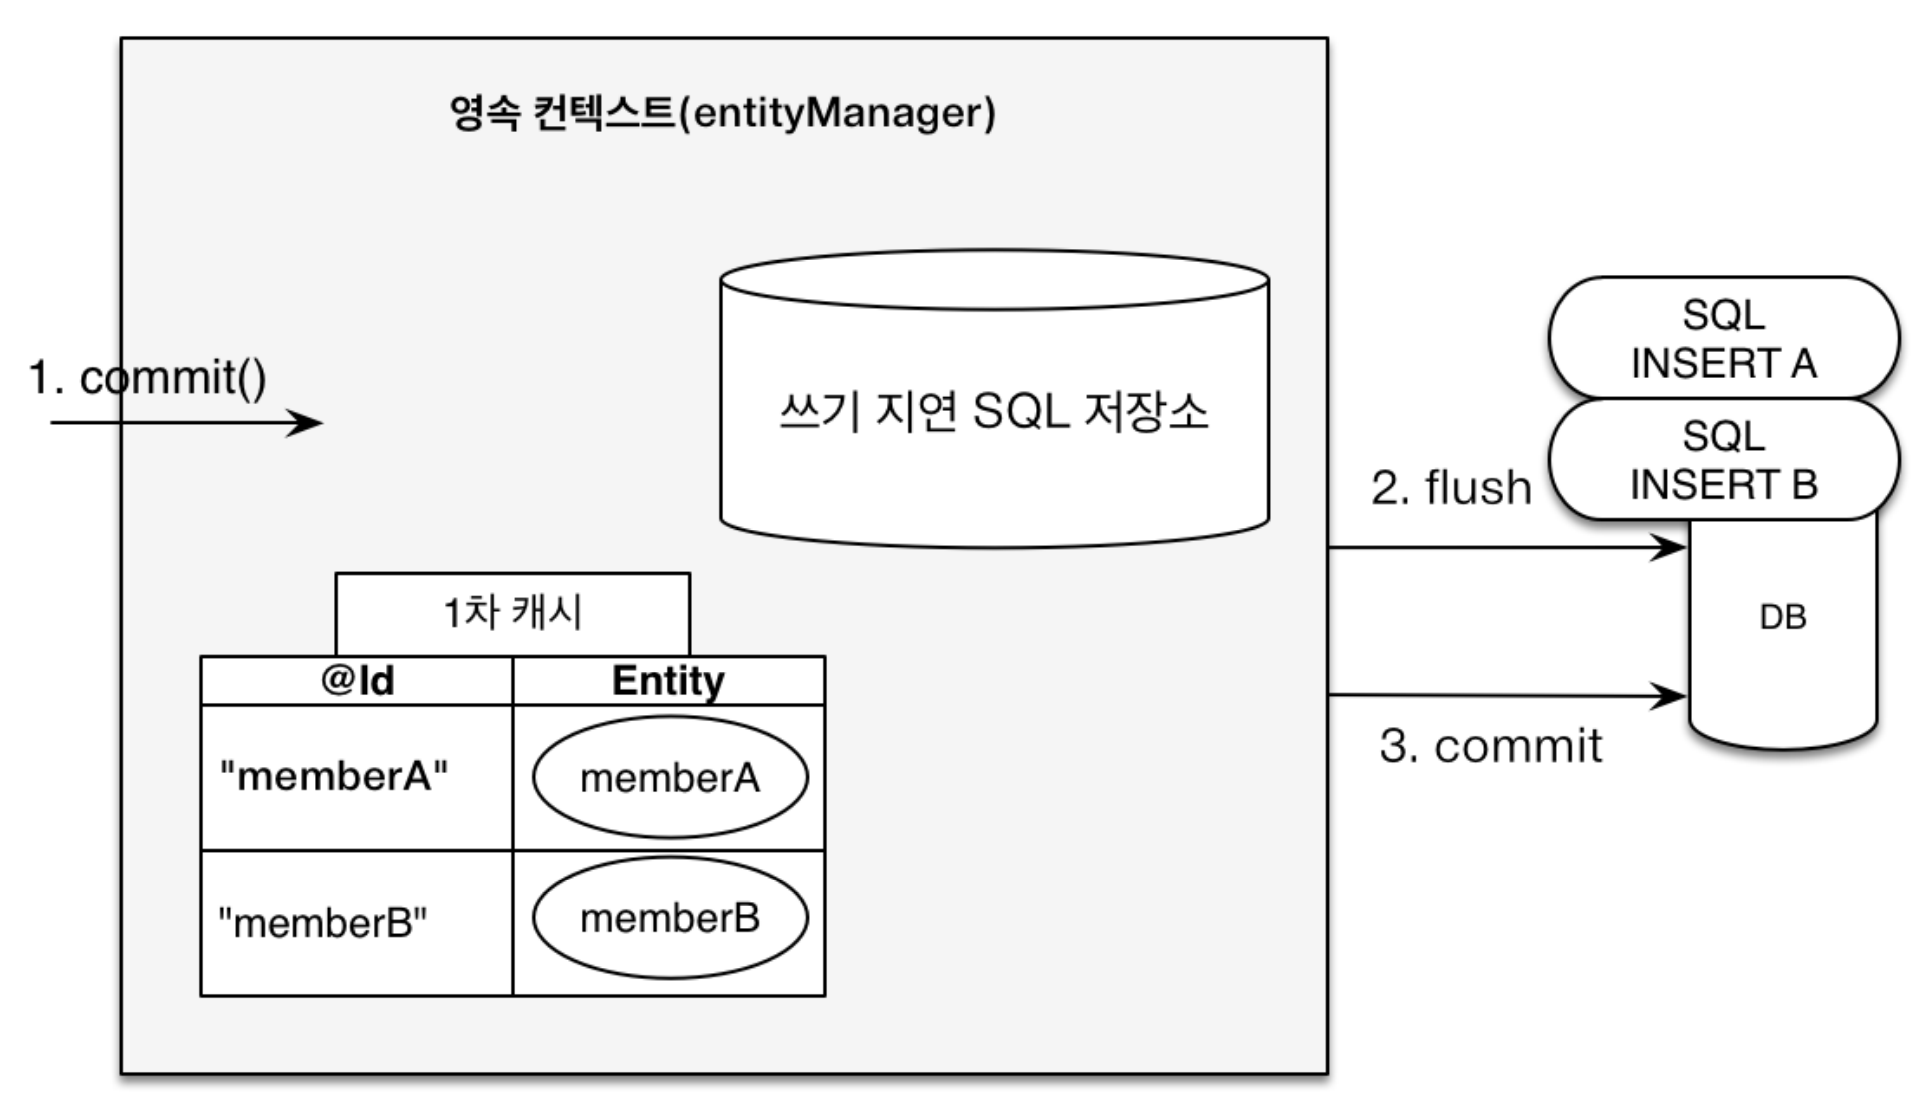 영속 컨텍스트(entityManager)
1. commit()
쓰기 지연 SQL 저장소
SQL
INSERT A
SQL
INSERT B
2. flush
DB
3. commit
1차 캐시
@Id Entity
"memberA" memberA
"memberB" memberB